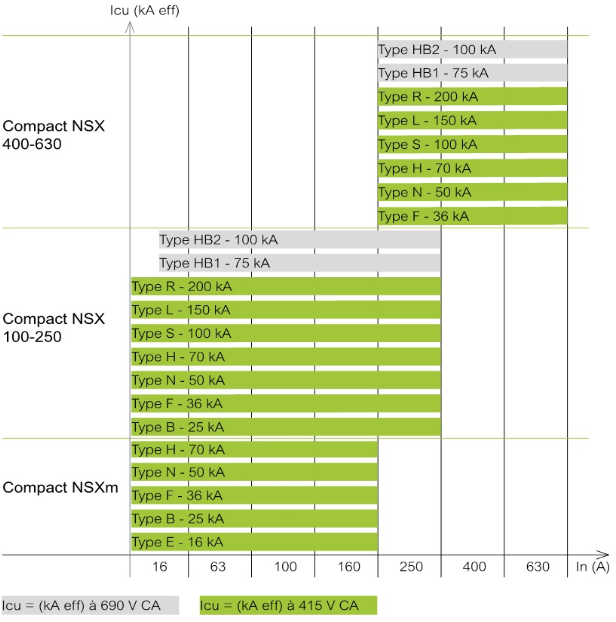 Icu (kA eff)
Compact NSX
400-630
Type HB2 - 100 kA
Type HB1 - 75 kA
Type R - 200 kA
Type L - 150 kA
Type S - 100 kA
Type H - 70 kA
Type N - 50 kA
Type F - 36 kA
Compact NSX
100-250
Type HB2 - 100 kA
Type HB1 - 75 kA
Type R - 200 kA
Type L - 150 kA
Type S - 100 kA
Type H - 70 kA
Type N - 50 kA
Type F - 36 kA
Type B - 25 kA
Compact NSXm
Type H - 70 kA
Type N - 50 kA
Type F - 36 kA
Type B - 25 kA
Type E - 16 kA
16 63 100 160 250 400 630 In (A)
Icu = (kA eff) à 690 V CA
Icu = (kA eff) à 415 V CA